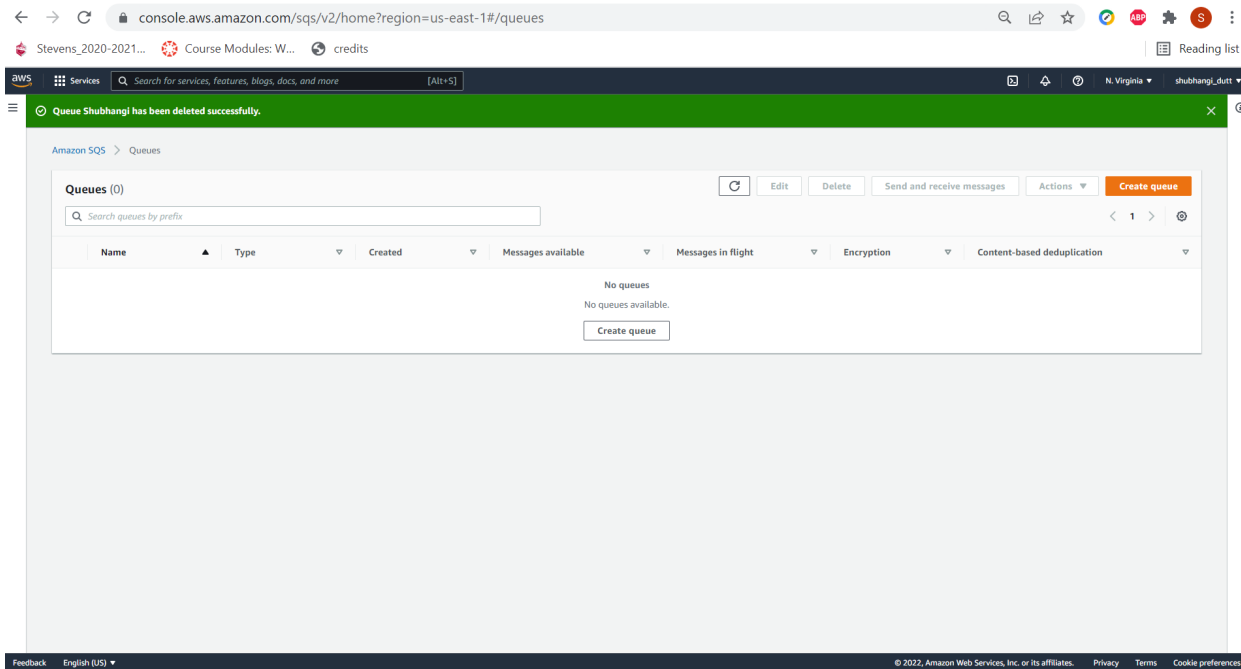 console.aws.amazon.com/sqs/v2/home?region=us-east-1#/queues
ABP
S
Stevens_2020-2021... Course Modules: W... credits Reading list
aws Services Search for services, features, blogs, docs, and more [Alt+S] N. Virginia ▼ shubhangi_dutt ▼
Queue Shubhangi has been deleted successfully.
Amazon SQS > Queues
Queues (0) Edit Delete Send and receive messages Actions ▼ Create queue
Search queues by prefix < 1 >
Name Type Created Messages available Messages in flight Encryption Content-based deduplication
No queues
No queues available.
Create queue
Feedback English (US) ▼ © 2022, Amazon Web Services, Inc. or its affiliates. Privacy Terms Cookie preferences